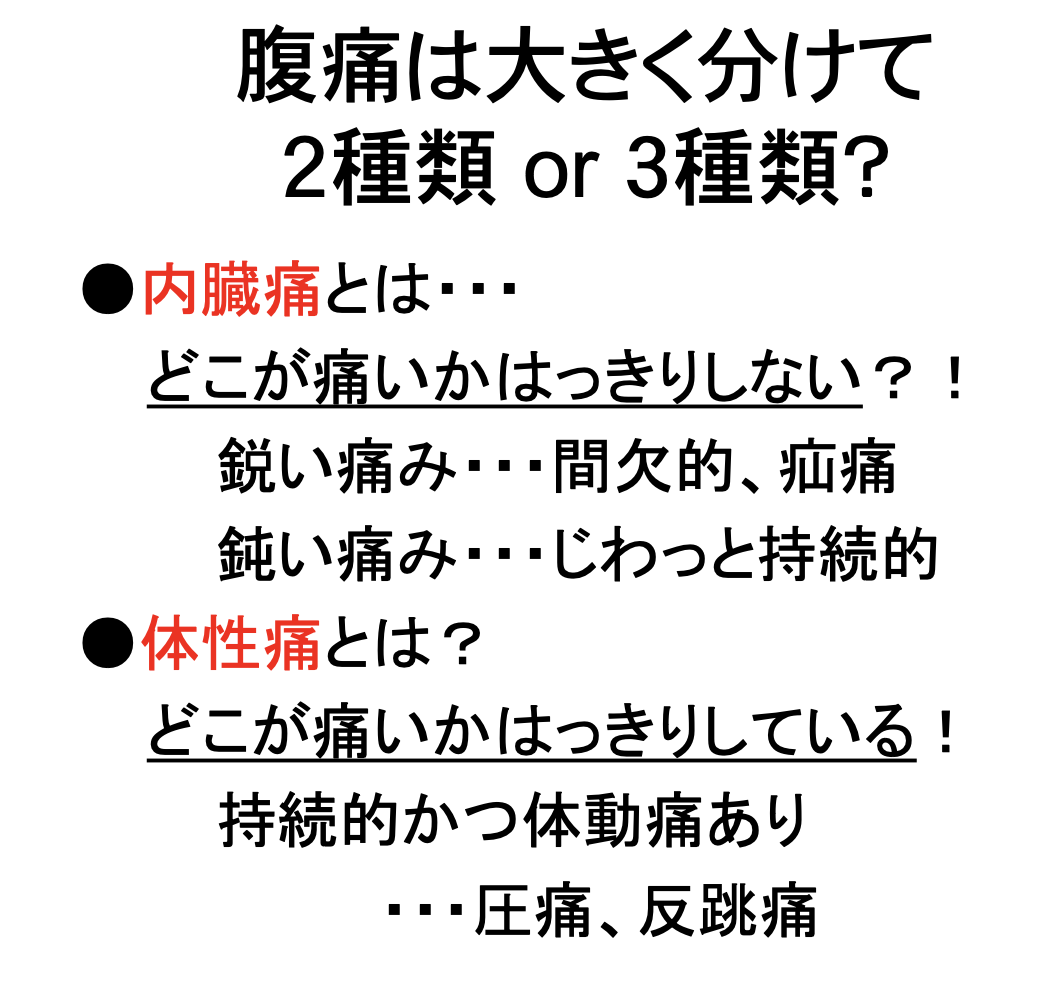 腹痛は大きく分けて
2種類 or 3種類?
●内臓痛とは・・・
どこが痛いかはっきりしない？！
鋭い痛み・・・間欠的、疝痛
鈍い痛み・・・じわっと持続的
●体性痛とは？
どこが痛いかはっきりしている！
持続的かつ体動痛あり
・・・圧痛、反跳痛